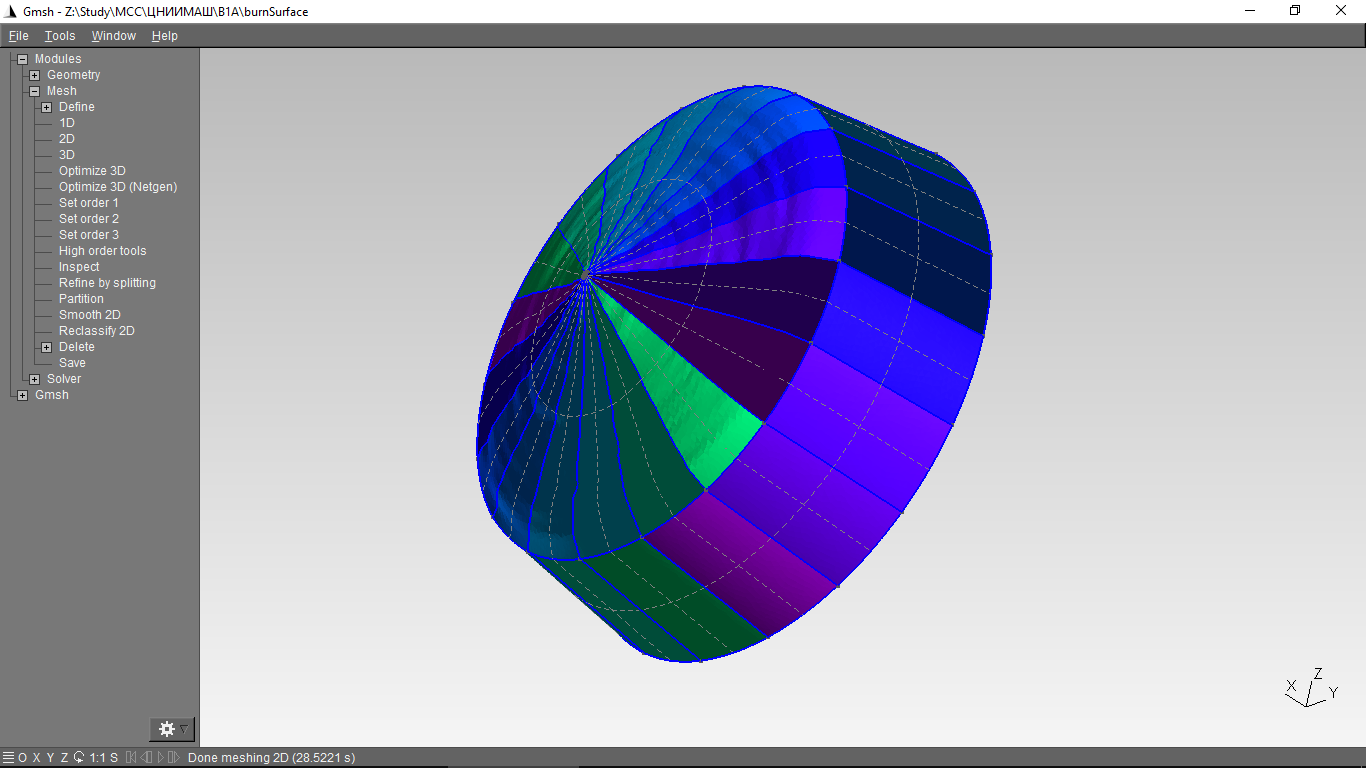 Gmsh - Z:\Study\MCC\ЦНИИМАШ\B1A\burnSurface
File Tools Window Help
Modules
Geometry
Mesh
Define
1D
2D
3D
Optimize 3D
Optimize 3D (Netgen)
Set order 1
Set order 2
Set order 3
High order tools
Inspect
Refine by splitting
Partition
Smooth 2D
Reclassify 2D
Delete
Save
Solver
Gmsh
Z
X
Y
O X Y Z 1:1 S Done meshing 2D (28.5221 s)